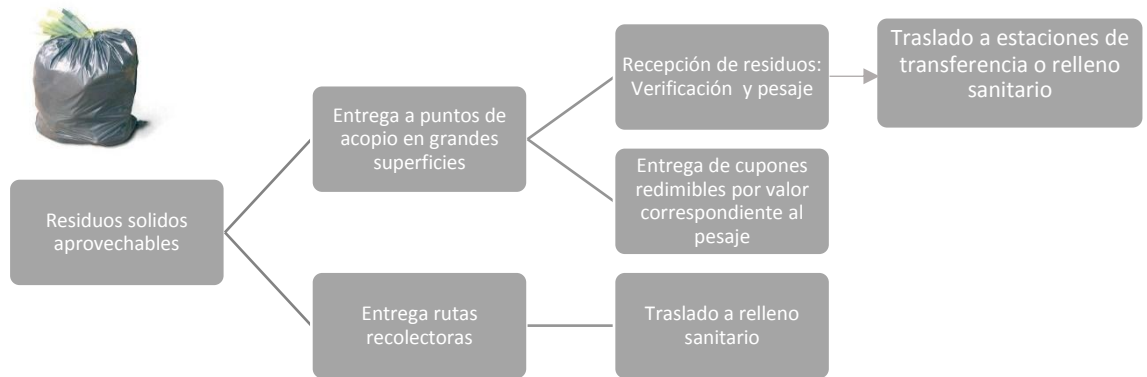 Residuos solidos
aprovechables
Entrega a puntos de
acopio en grandes
superficies
Recepción de residuos:
Verificación y pesaje
Traslado a estaciones de
transferencia o relleno
sanitario
Entrega de cupones
redimibles por valor
correspondiente al
pesaje
Entrega rutas
recolectoras
Traslado a relleno
sanitario